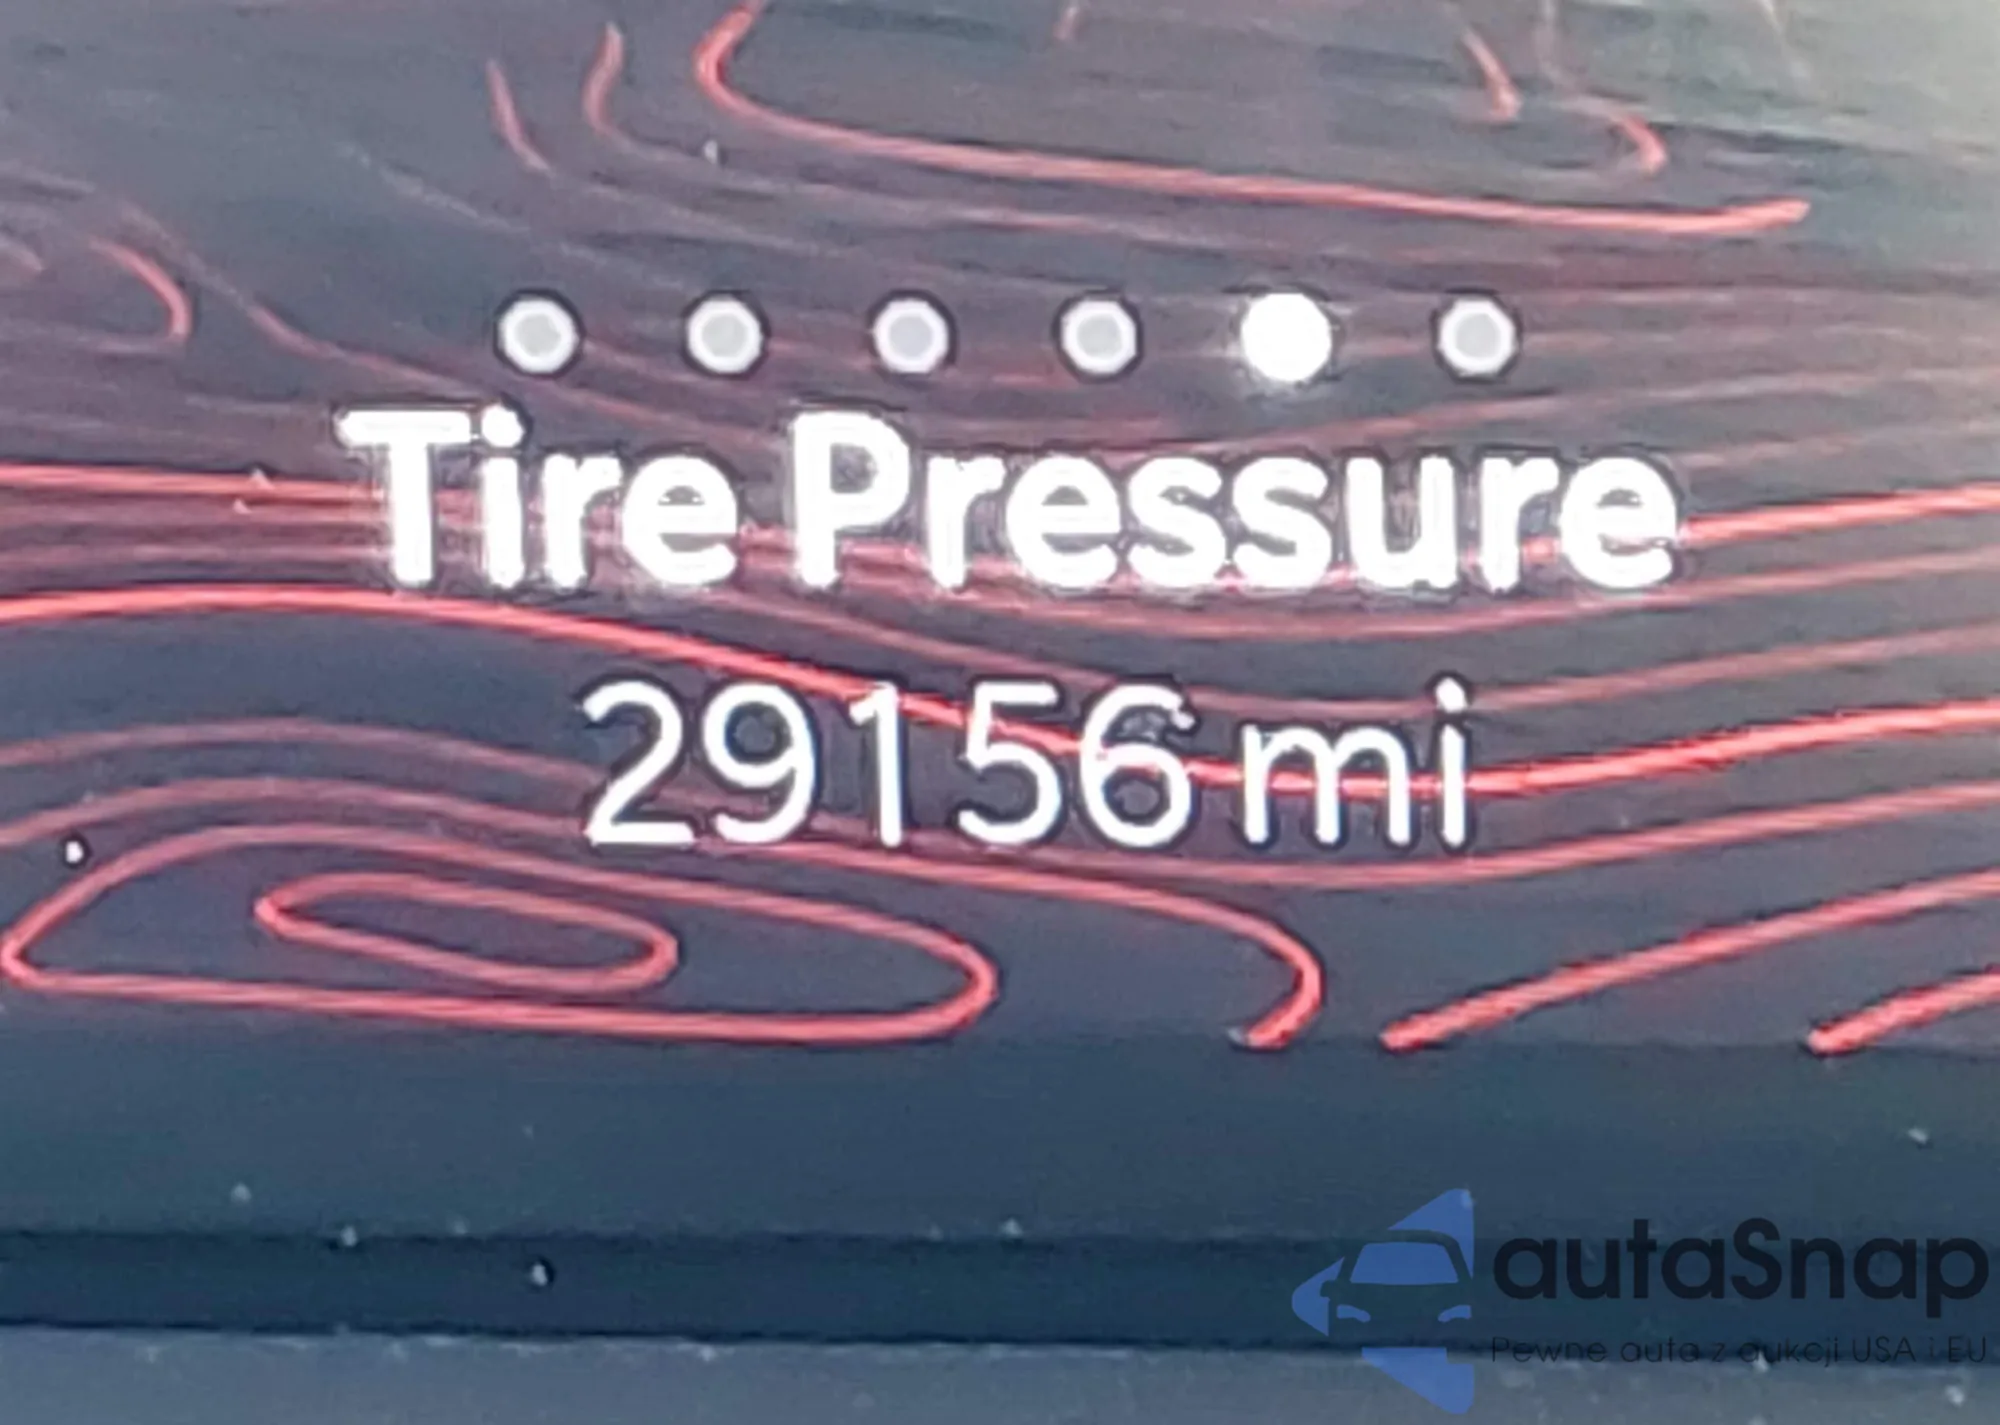 Tire Pressure
29156 mi
autaSnap
Pewne auta z aukcji USA i EU